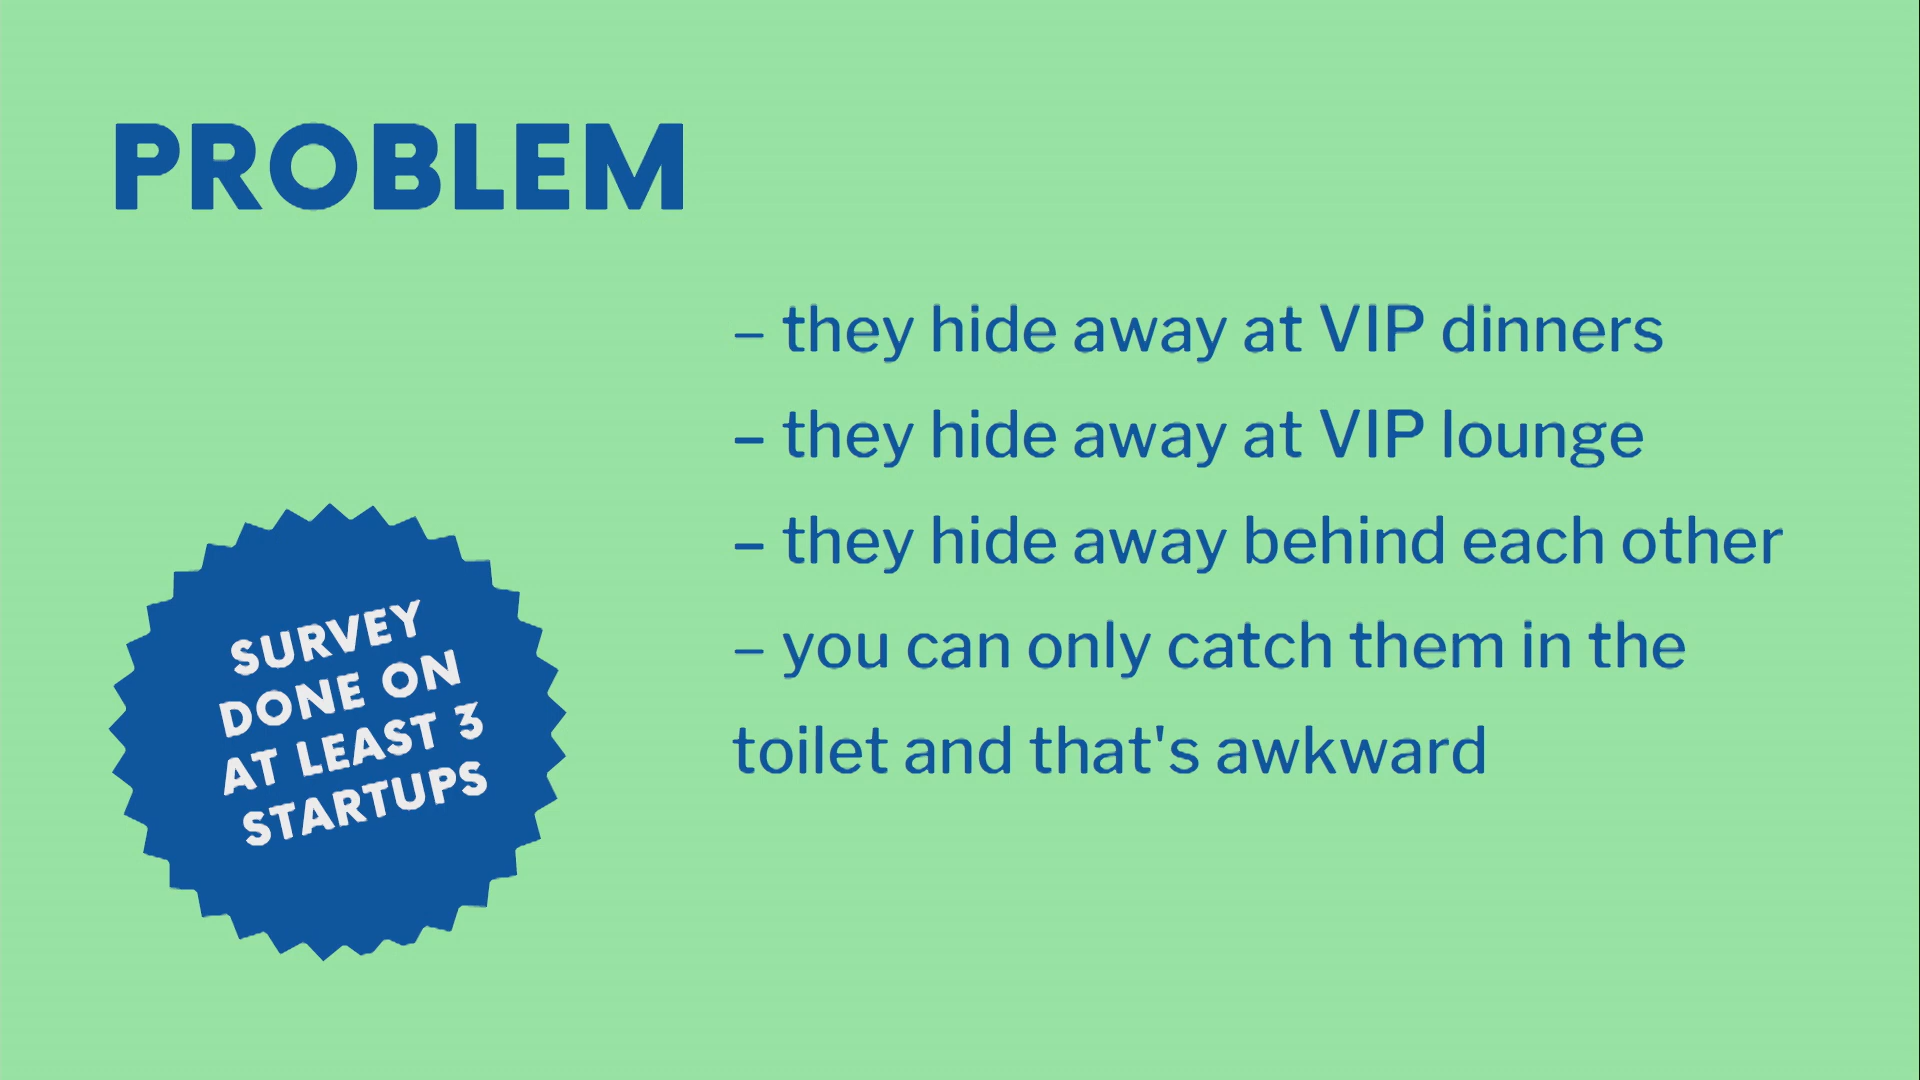 PROBLEM
– they hide away at VIP dinners
– they hide away at VIP lounge
– they hide away behind each other
– you can only catch them in the
toilet and that's awkward
SURVEY
DONE ON
AT LEAST 3
STARTUPS